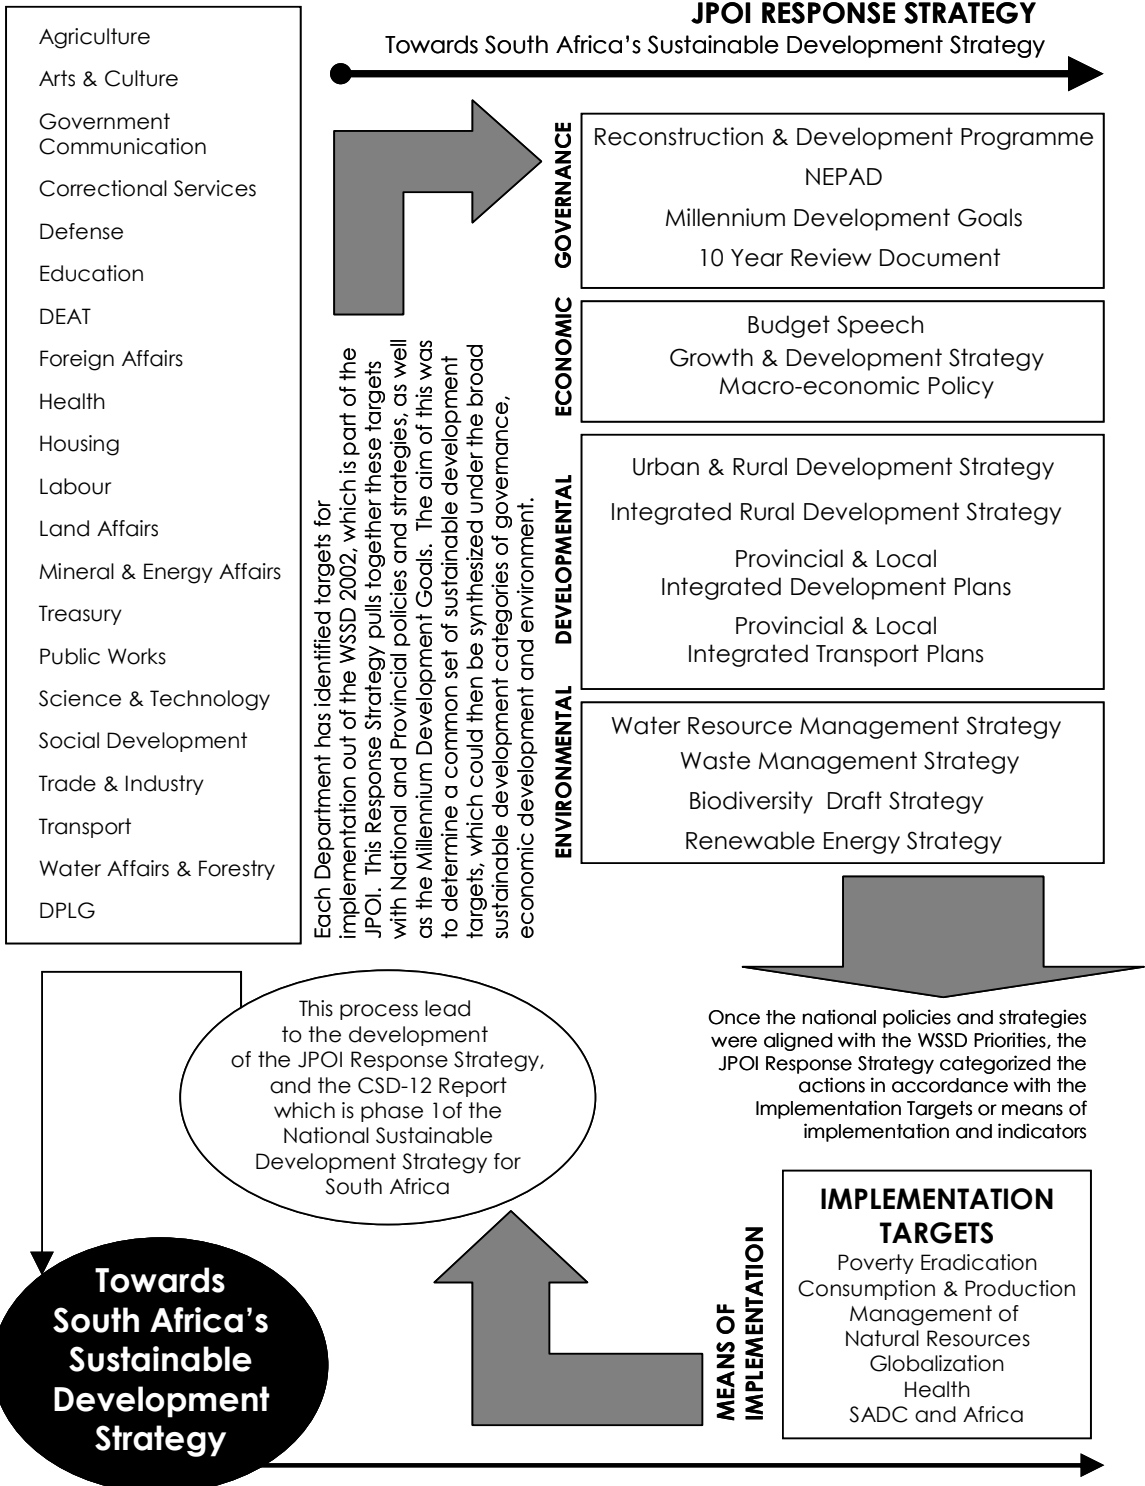 JPOI RESPONSE STRATEGY
Towards South Africa's Sustainable Development Strategy
Agriculture
Arts & Culture
Government
Communication
Correctional Services
Defense
Education
DEAT
Foreign Affairs
Health
Housing
Labour
Land Affairs
Mineral & Energy Affairs
Treasury
Public Works
Science & Technology
Social Development
Trade & Industry
Transport
Water Affairs & Forestry
DPLG
Each Department has identified targets for
implementation out of the WSSD 2002, which is part of the
JPOI. This Response Strategy pulls together these targets
with National and Provincial policies and strategies, as well
as the Millennium Development Goals. The aim of this was
to determine a common set of sustainable development
targets, which could then be synthesized under the broad
sustainable development categories of governance,
economic development and environment.
GOVERNANCE
Reconstruction & Development Programme
NEPAD
Millennium Development Goals
10 Year Review Document
ECONOMIC
Budget Speech
Growth & Development Strategy
Macro-economic Policy
DEVELOPMENTAL
Urban & Rural Development Strategy
Integrated Rural Development Strategy
Provincial & Local
Integrated Development Plans
Provincial & Local
Integrated Transport Plans
ENVIRONMENTAL
Water Resource Management Strategy
Waste Management Strategy
Biodiversity Draft Strategy
Renewable Energy Strategy
Once the national policies and strategies
were aligned with the WSSD Priorities, the
JPOI Response Strategy categorized the
actions in accordance with the
Implementation Targets or means of
implementation and indicators
MEANS OF
IMPLEMENTATION
IMPLEMENTATION
TARGETS
Poverty Eradication
Consumption & Production
Management of
Natural Resources
Globalization
Health
SADC and Africa
This process lead
to the development
of the JPOI Response Strategy,
and the CSD-12 Report
which is phase 1of the
National Sustainable
Development Strategy for
South Africa
Towards
South Africa's
Sustainable
Development
Strategy